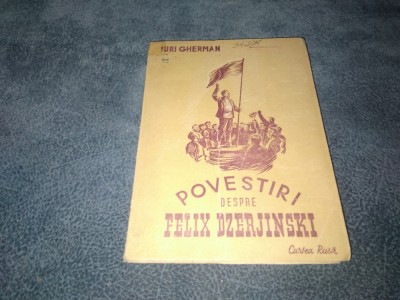 IURI GHERMAN
POVESTIRI
DESPRE
FELIX DZERJINSKI
Cartea Rusă